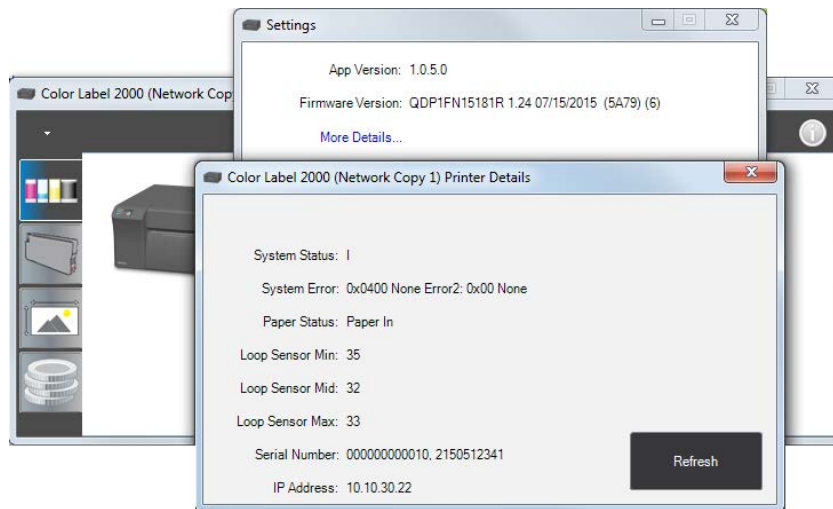 Settings
App Version: 1.0.5.0
Firmware Version: QDP1FN15181R 1.24 07/15/2015 (5A79) (6)
More Details...
Color Label 2000 (Network Cop
Color Label 2000 (Network Copy 1) Printer Details
System Status: I
System Error: 0x0400 None Error2: 0x00 None
Paper Status: Paper In
Loop Sensor Min: 35
Loop Sensor Mid: 32
Loop Sensor Max: 33
Serial Number: 000000000010, 2150512341
IP Address: 10.10.30.22
Refresh